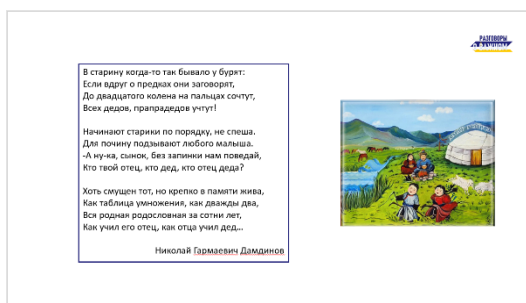 РАЗГОВОРЫ
О ВАЖНОМ
В старину когда-то так бывало у бурят:
Если вдруг о предках они заговорят,
До двадцатого колена на пальцах сочтут,
Всех дедов, прапрадедов учтут!
Начинают старики по порядку, не спеша.
Для почину подзывают любого малыша.
-А ну-ка, сынок, без запинки нам поведай,
Кто твой отец, кто дед, кто отец деда?
Хоть смущен тот, но крепко в памяти жива,
Как таблица умножения, как дважды два,
Вся родная родословная за сотни лет,
Как учил его отец, как отца учил дед...
Николай Гармаевич Дамдинов